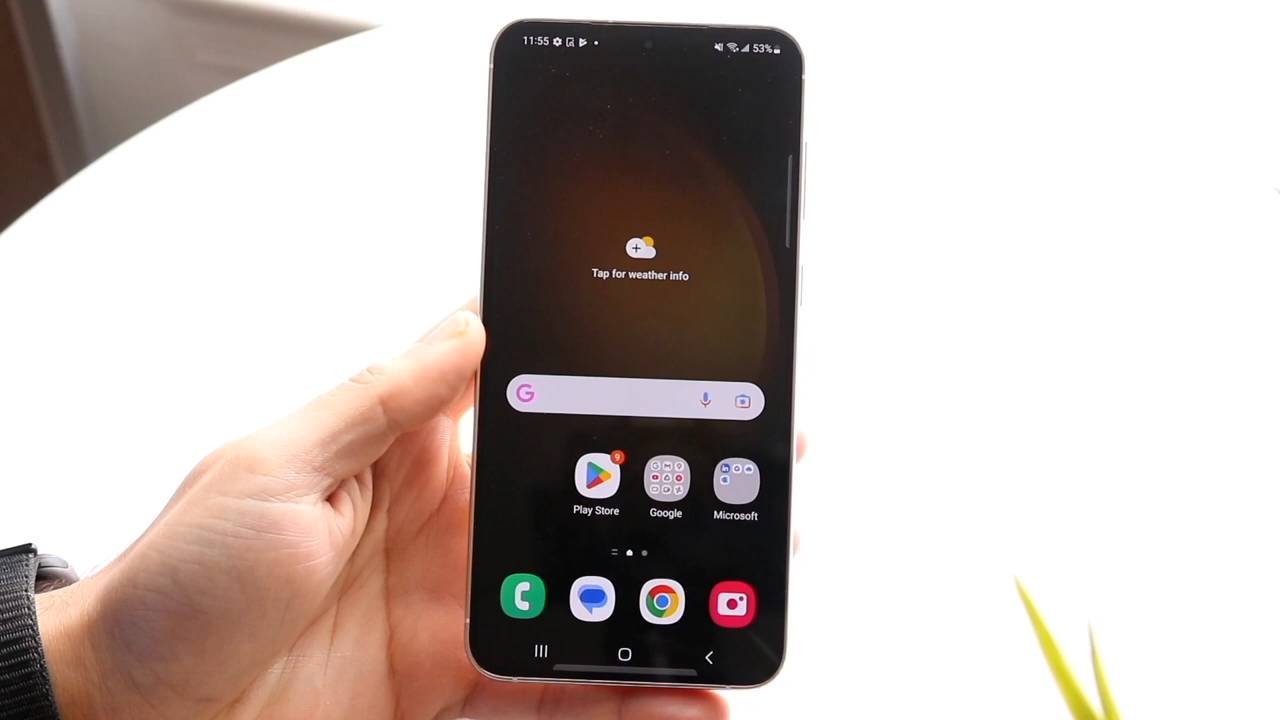 11:55 53%
Tap for weather info
G
9
Play Store Google Microsoft